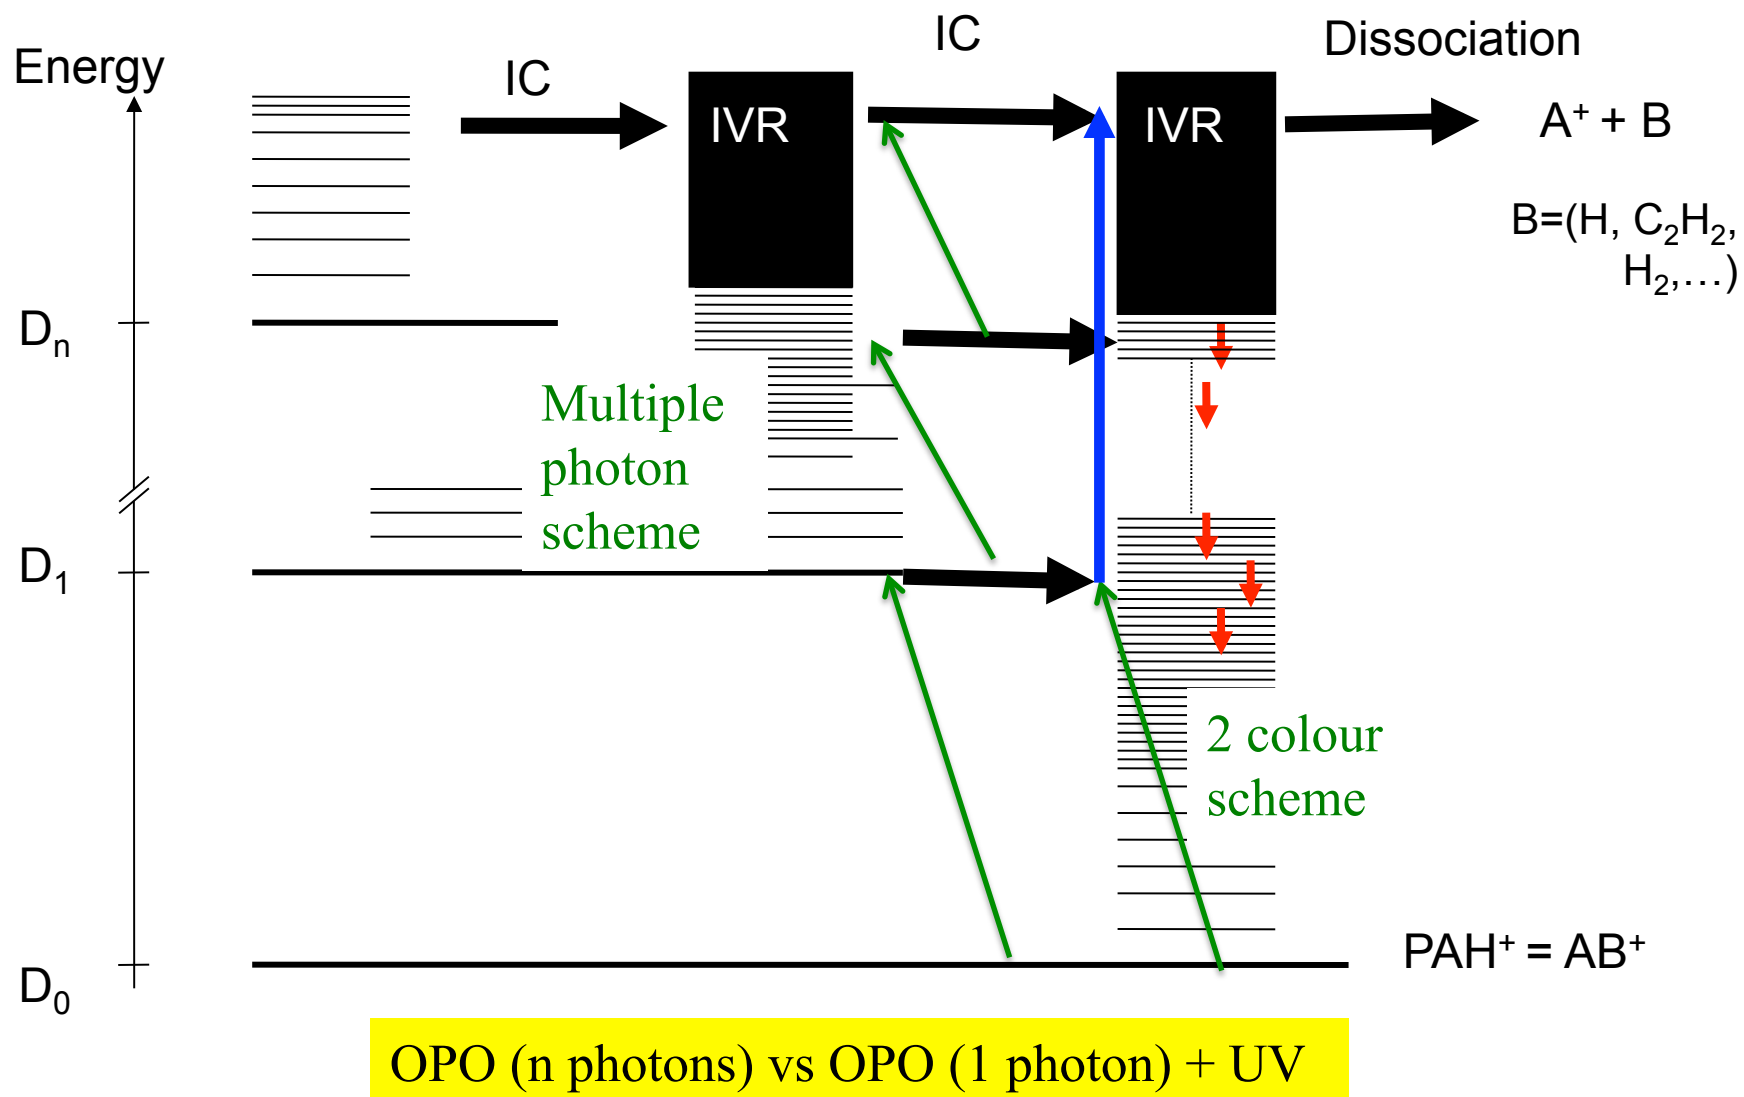 Energy
IC
IC
Dissociation
IVR
IVR
A⁺ + B
B=(H, C₂H₂,
H₂,…)
Dₙ
Multiple
photon
scheme
D₁
2 colour
scheme
PAH⁺ = AB⁺
D₀
OPO (n photons) vs OPO (1 photon) + UV